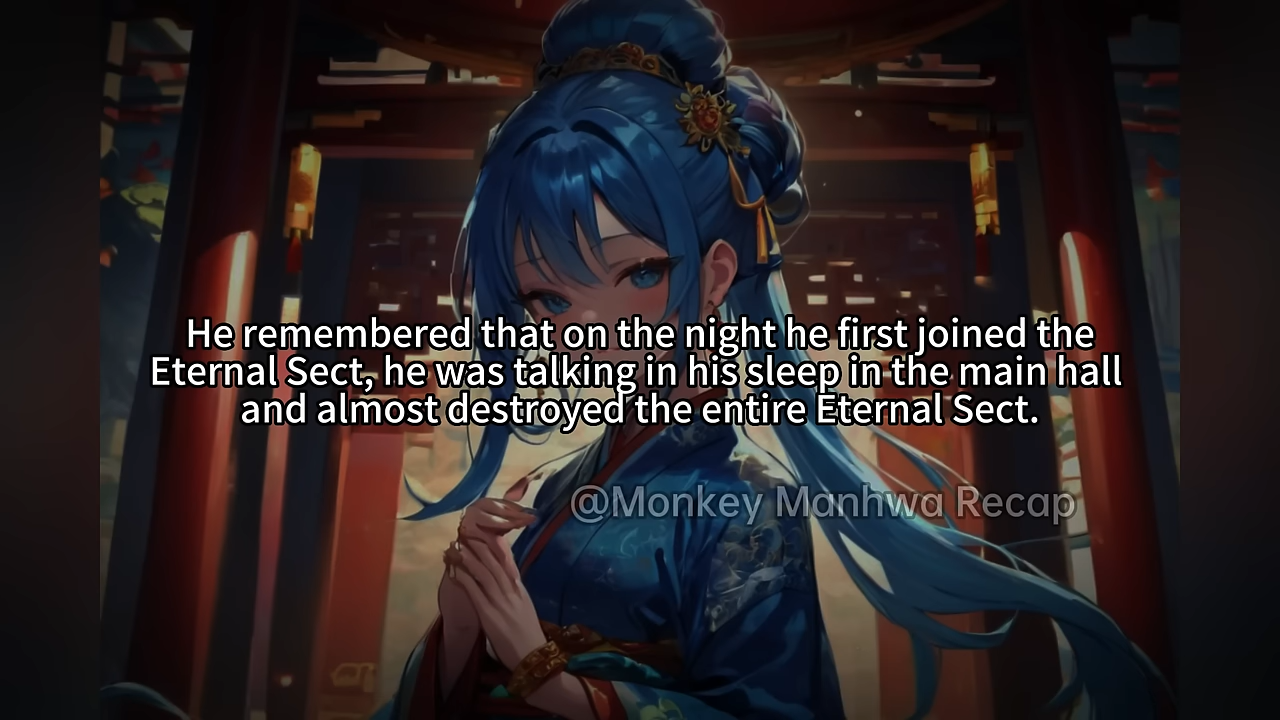 He remembered that on the night he first joined the
Eternal Sect, he was talking in his sleep in the main hall
and almost destroyed the entire Eternal Sect.
@Monkey Manhwa Recap